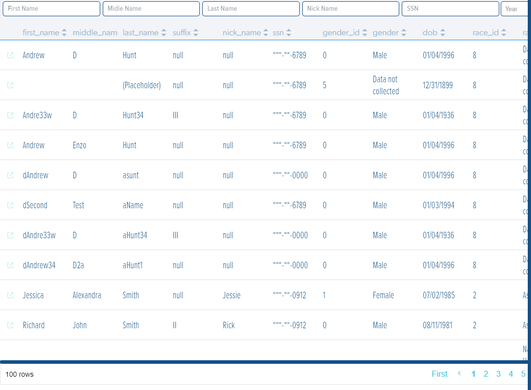 First Name Midle Name Last Name Nick Name SSN Year
first_name middle_nam last_name suffix nick_name ssn gender_id gender dob race_id
Andrew D Hunt null null ***-**-6789 0 Male 01/04/1996 8
(Placeholder) null null ***-**-6789 5 Data not collected 12/31/1899 8
Andre33w D Hunt34 III null ***-**-6789 0 Male 01/04/1936 8
Andrew Enzo Hunt null null ***-**-6789 0 Male 01/04/1996 8
dAndrew D asunt null null ***-**-0000 0 Male 01/04/1996 8
dSecond Test aName null null ***-**-6789 0 Male 01/03/1994 8
dAndre33w D aHunt34 III null ***-**-0000 0 Male 01/04/1936 8
dAndrew34 D2a aHunt1 null null ***-**-0000 0 Male 01/04/1996 8
Jessica Alexandra Smith null Jessie ***-**-0912 1 Female 07/02/1985 2
Richard John Smith II Rick ***-**-0912 0 Male 08/11/1981 2
100 rows First ‹ 1 2 3 4 5